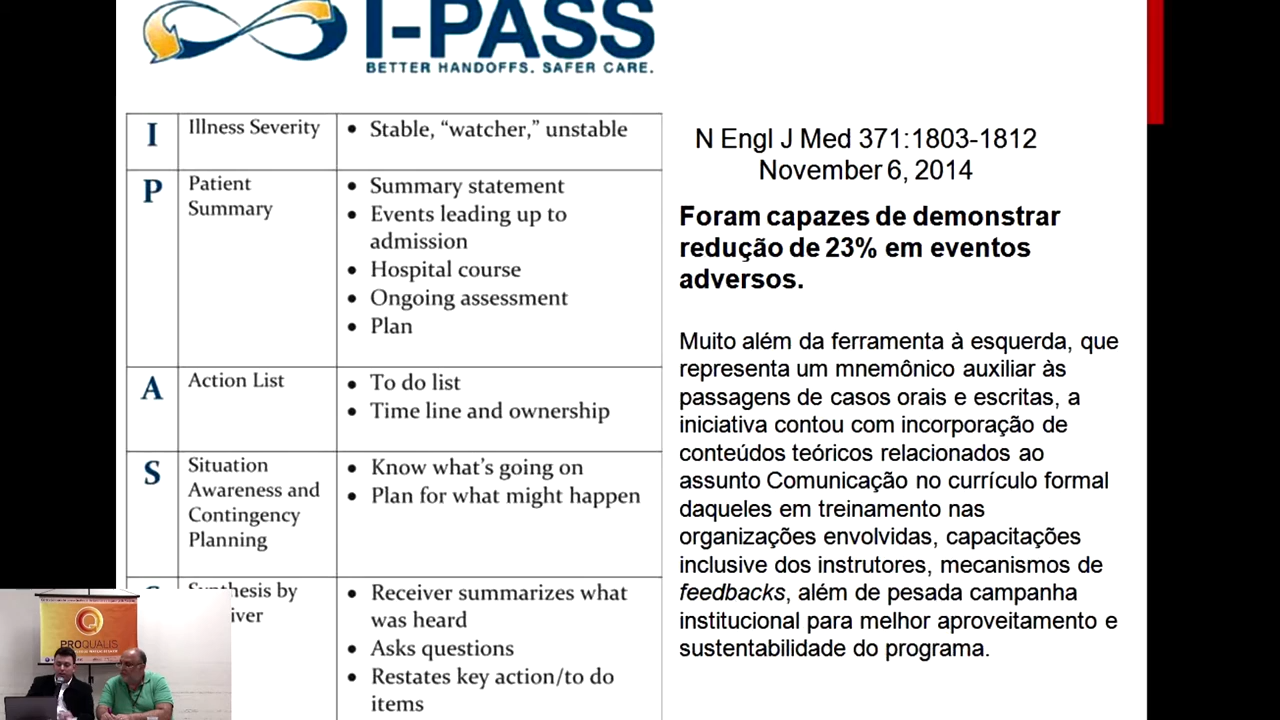 I-PASS
BETTER HANDOFFS. SAFER CARE.
I
Illness Severity
• Stable, “watcher,” unstable
P
Patient
Summary
• Summary statement
• Events leading up to
admission
• Hospital course
• Ongoing assessment
• Plan
A
Action List
• To do list
• Time line and ownership
S
Situation
Awareness and
Contingency
Planning
• Know what’s going on
• Plan for what might happen
• Receiver summarizes what
was heard
• Asks questions
• Restates key action/to do
items
N Engl J Med 371:1803-1812
November 6, 2014
Foram capazes de demonstrar
redução de 23% em eventos
adversos.
Muito além da ferramenta à esquerda, que
representa um mnemônico auxiliar às
passagens de casos orais e escritas, a
iniciativa contou com incorporação de
conteúdos teóricos relacionados ao
assunto Comunicação no currículo formal
daqueles em treinamento nas
organizações envolvidas, capacitações
inclusive dos instrutores, mecanismos de
feedbacks, além de pesada campanha
institucional para melhor aproveitamento e
sustentabilidade do programa.
PROQUALIS